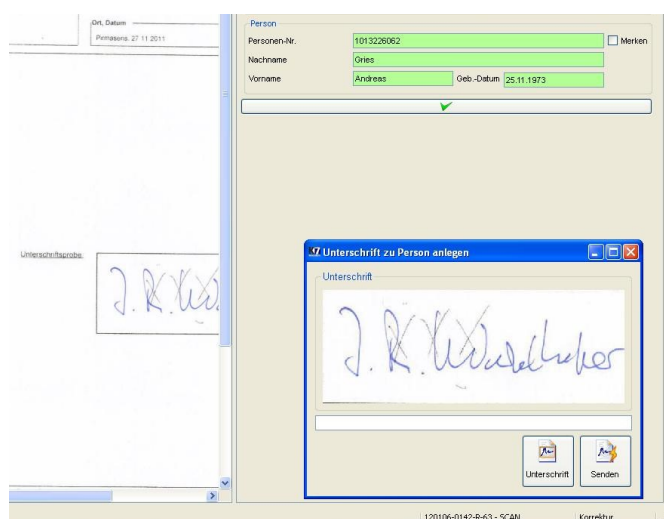 Ort, Datum
Pirmasens, 27 11 2011
Unterschriftsprobe:
J. R.
Person
Personen-Nr.
1013226062
Merken
Nachname
Gries
Vorname
Andreas
Geb.-Datum
25.11.1973
Unterschrift zu Person anlegen
Unterschrift
J. R.
Unterschrift
Senden
120106-0142-R-63 - SCAN
Korrektur